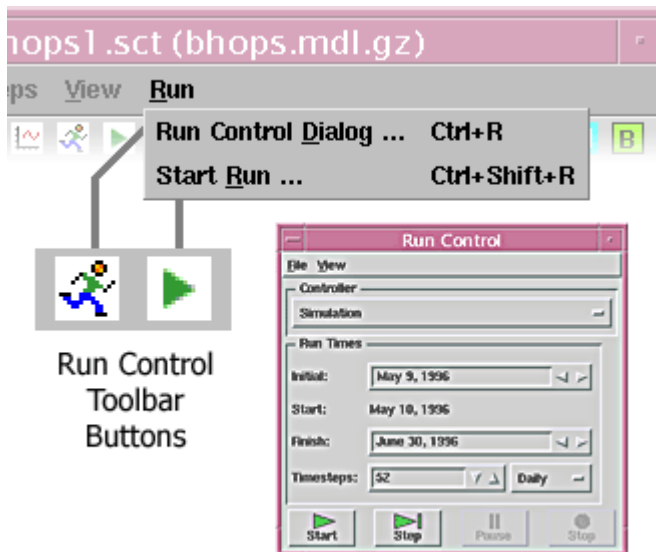 hops1.sct (bhops.mdl.gz)
eps View Run
Run Control Dialog ... Ctrl+R
Start Run ... Ctrl+Shift+R
B
Run Control
Toolbar
Buttons
Run Control
File View
Controller
Simulation
Run Times
Initial: May 9, 1996
Start: May 10, 1996
Finish: June 30, 1996
Timesteps: 52 Daily
Start Step Pause Stop